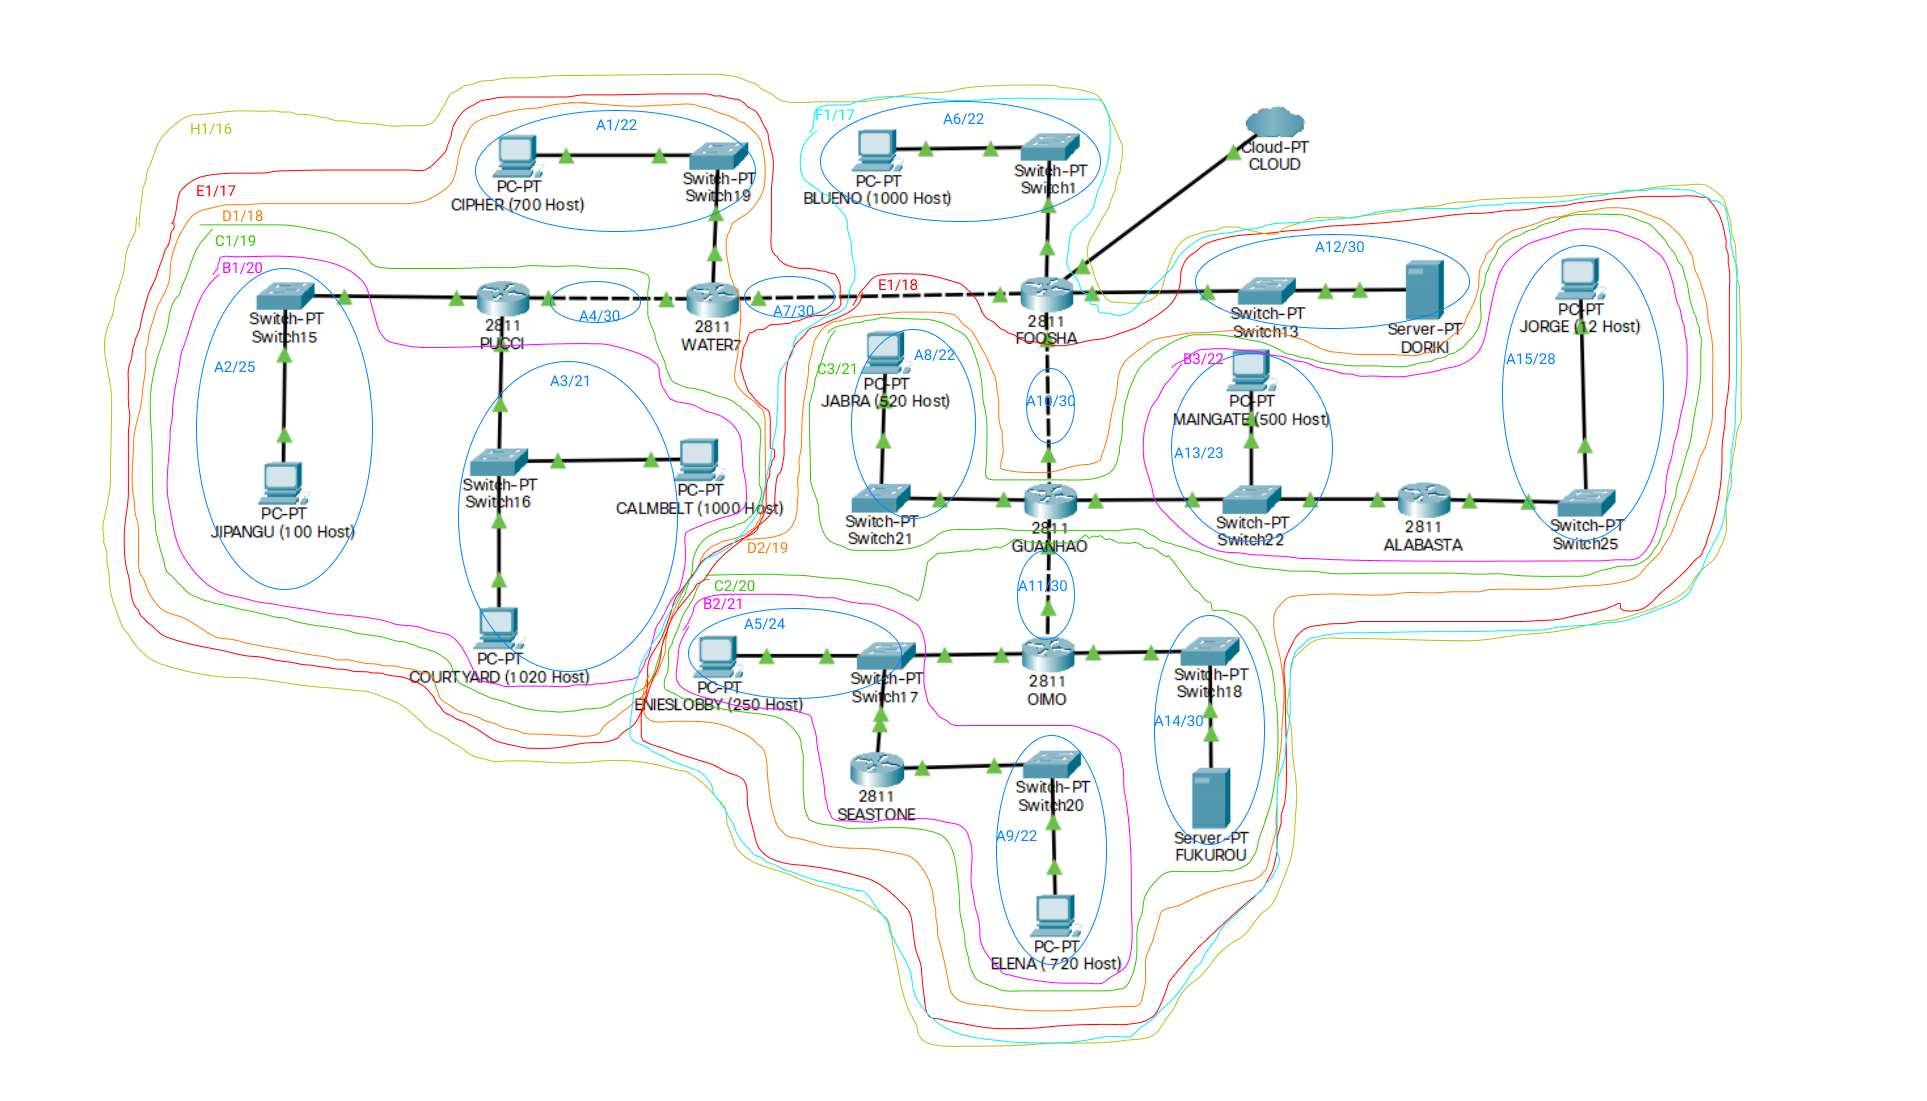 H1/16
E1/17
D1/18
C1/19
B1/20
A1/22
PC-PT
CIPHER (700 Host)
Switch-PT
Switch19
F1/17
A6/22
PC-PT
BLUENO (1000 Host)
Switch-PT
Switch1
Cloud-PT
CLOUD
Switch-PT
Switch15
A2/25
PC-PT
JIPANGU (100 Host)
2811
PUCCI
A4/30
2811
WATER7
A7/30
E1/18
2811
FOOSHA
A12/30
Switch-PT
Switch13
Server-PT
DORIKI
PC-PT
JORGE (12 Host)
A15/28
A3/21
Switch-PT
Switch16
PC-PT
CALMBELT (1000 Host)
PC-PT
COURTYARD (1020 Host)
C3/21
A8/22
PC-PT
JABRA (520 Host)
A10/30
B3/22
PC-PT
MAINGATE (500 Host)
A13/23
Switch-PT
Switch21
2811
GUANHAO
Switch-PT
Switch22
2811
ALABASTA
Switch-PT
Switch25
D2/19
C2/20
B2/21
A5/24
A11/30
PC-PT
ENIESLOBBY (250 Host)
Switch-PT
Switch17
2811
OIMO
Switch-PT
Switch18
A14/30
2811
SEASTONE
Switch-PT
Switch20
A9/22
Server-PT
FUKUROU
PC-PT
ELENA ( 720 Host)